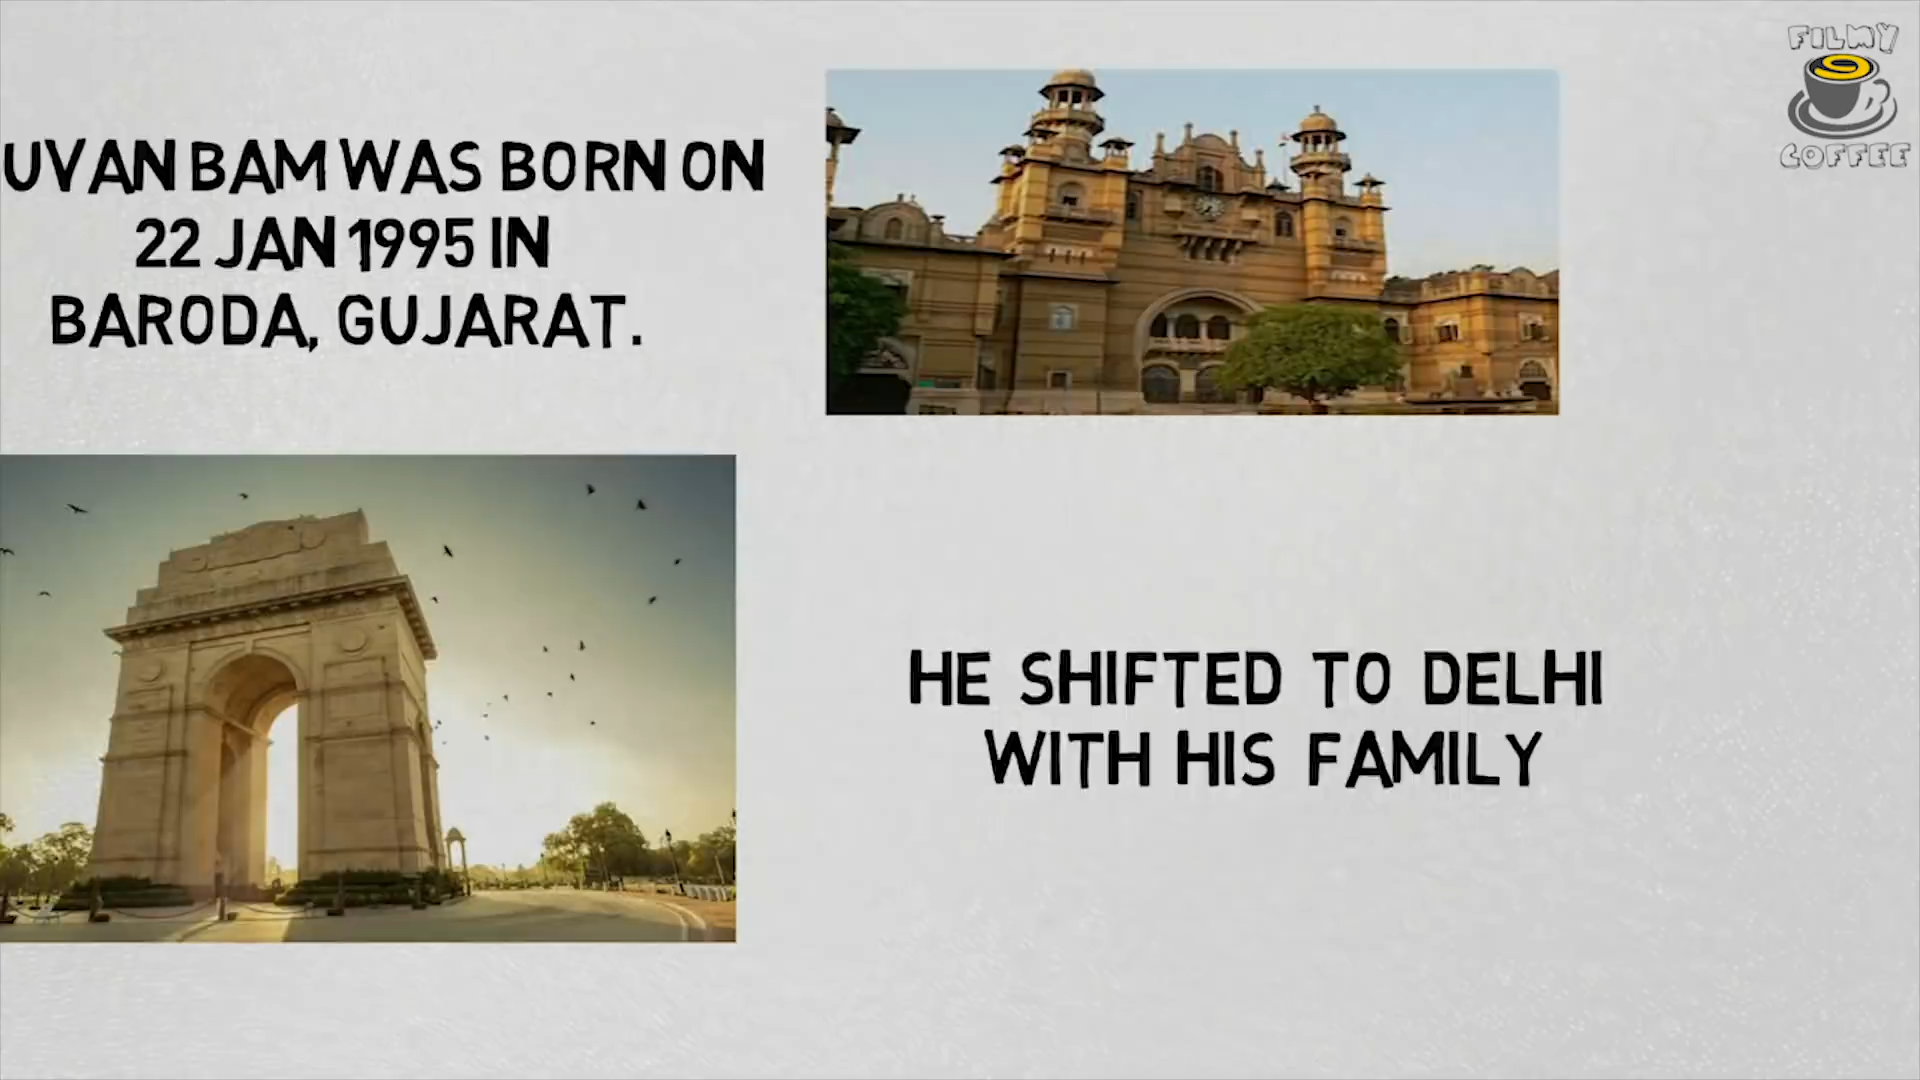 UVAN BAM WAS BORN ON
22 JAN 1995 IN
BARODA, GUJARAT.
HE SHIFTED TO DELHI
WITH HIS FAMILY
FILMY
COFFEE